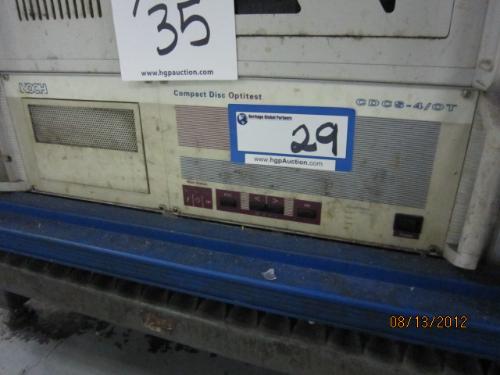 35
www.hgpauction.com
KOCH
Compact Disc Optitest
CDCS-4/OT
Heritage Global Partners
29
www.hgpAuction.com
08/13/2012